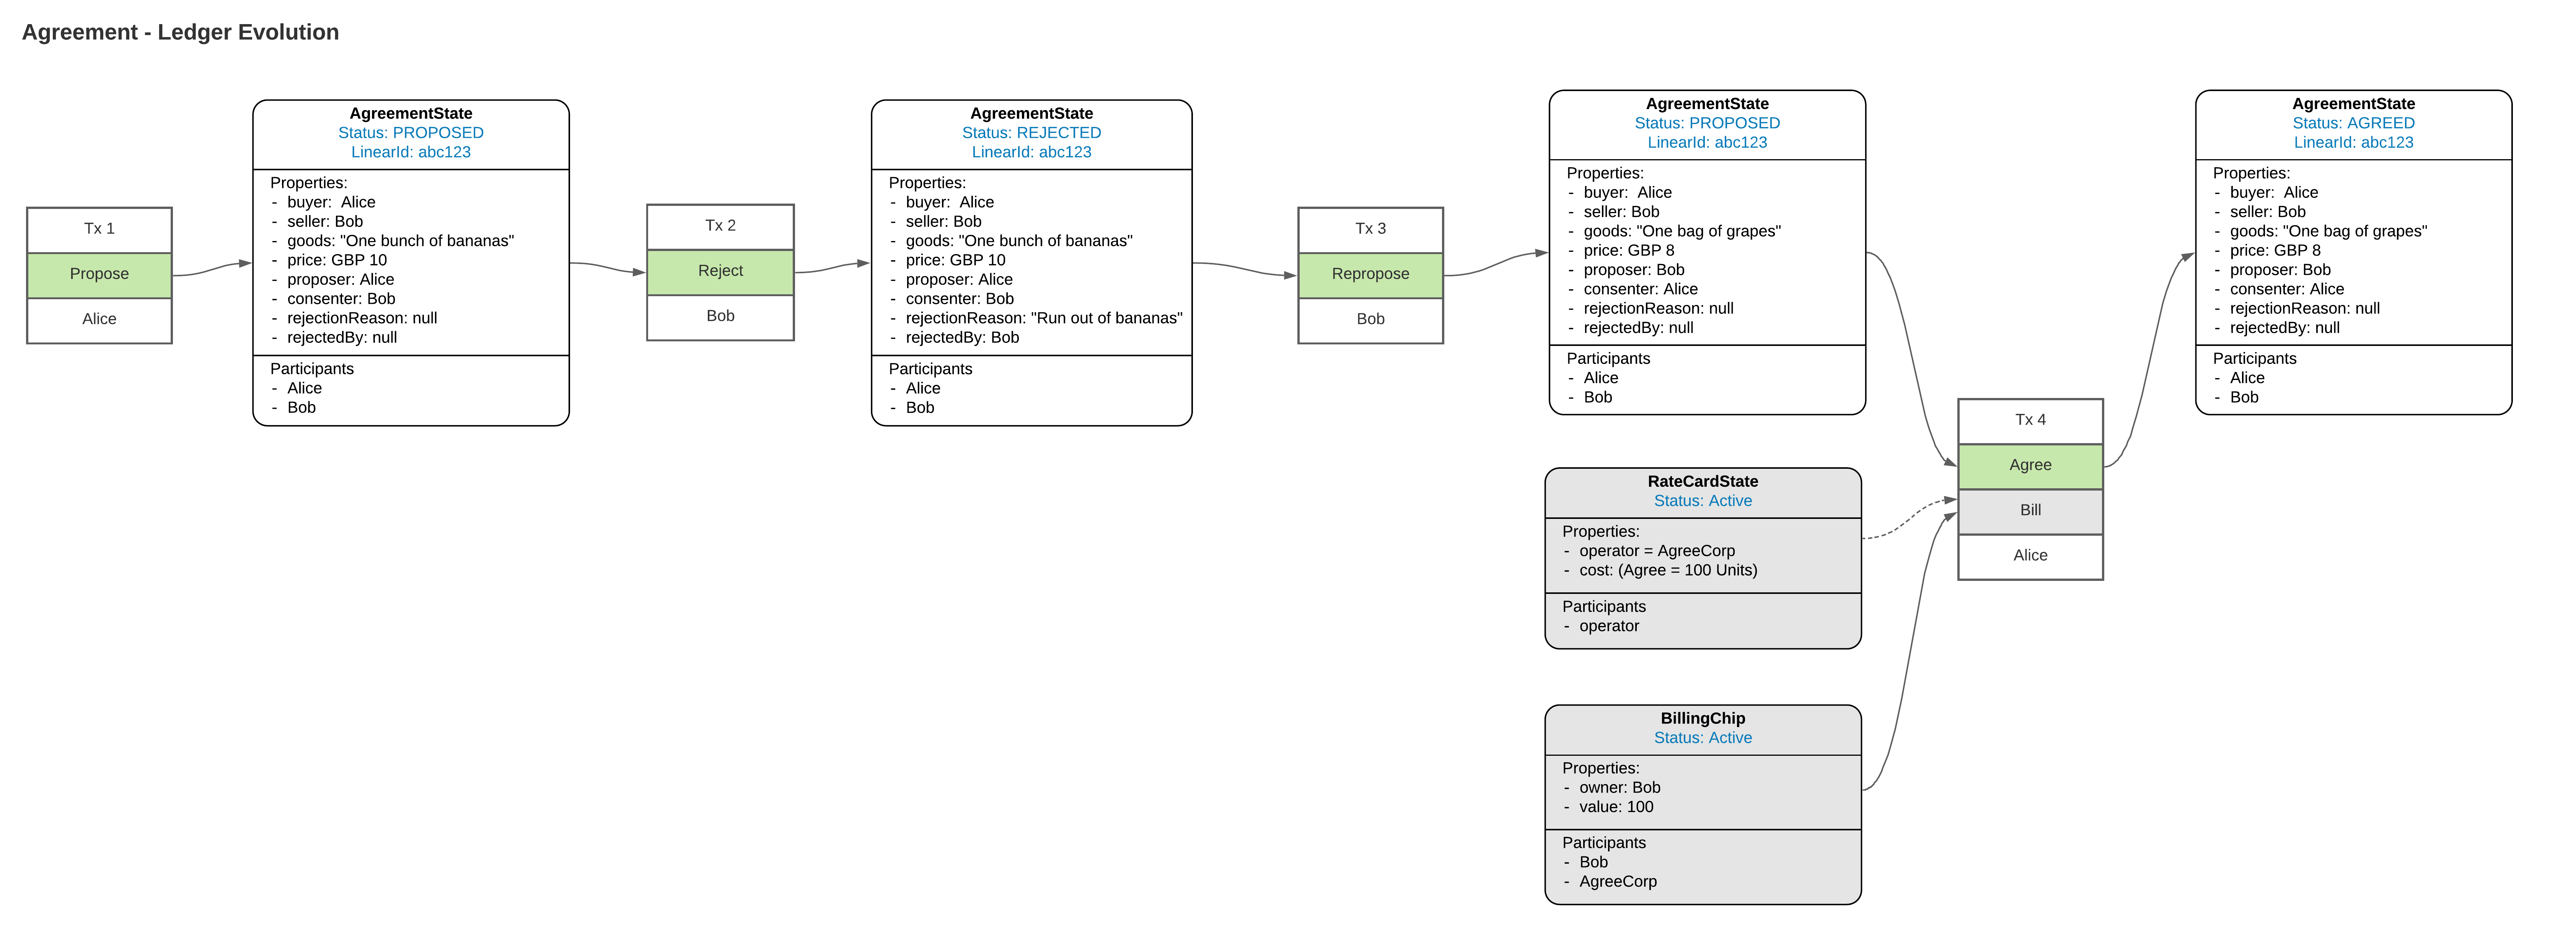 Agreement - Ledger Evolution
Tx 1
Propose
Alice
AgreementState
Status: PROPOSED
LinearId: abc123
Properties:
- buyer: Alice
- seller: Bob
- goods: "One bunch of bananas"
- price: GBP 10
- proposer: Alice
- consenter: Bob
- rejectionReason: null
- rejectedBy: null
Participants
- Alice
- Bob
Tx 2
Reject
Bob
AgreementState
Status: REJECTED
LinearId: abc123
Properties:
- buyer: Alice
- seller: Bob
- goods: "One bunch of bananas"
- price: GBP 10
- proposer: Alice
- consenter: Bob
- rejectionReason: "Run out of bananas"
- rejectedBy: Bob
Participants
- Alice
- Bob
Tx 3
Repropose
Bob
AgreementState
Status: PROPOSED
LinearId: abc123
Properties:
- buyer: Alice
- seller: Bob
- goods: "One bag of grapes"
- price: GBP 8
- proposer: Bob
- consenter: Alice
- rejectionReason: null
- rejectedBy: null
Participants
- Alice
- Bob
RateCardState
Status: Active
Properties:
- operator = AgreeCorp
- cost: (Agree = 100 Units)
Participants
- operator
BillingChip
Status: Active
Properties:
- owner: Bob
- value: 100
Participants
- Bob
- AgreeCorp
Tx 4
Agree
Bill
Alice
AgreementState
Status: AGREED
LinearId: abc123
Properties:
- buyer: Alice
- seller: Bob
- goods: "One bag of grapes"
- price: GBP 8
- proposer: Bob
- consenter: Alice
- rejectionReason: null
- rejectedBy: null
Participants
- Alice
- Bob